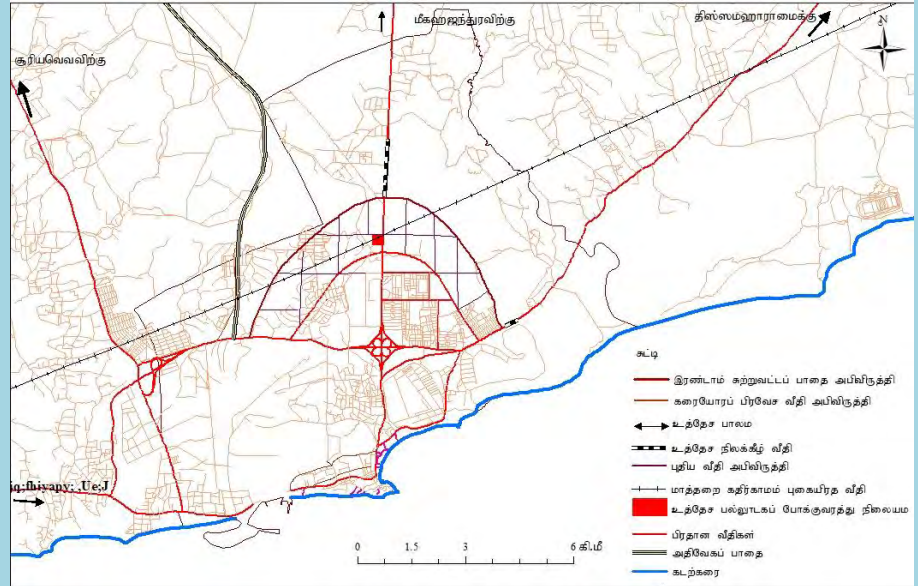 மீகஹஜந்துரவிற்கு
திஸ்ஸமஹாராமைக்கு
N
சூரியவெவவிற்கு
சுட்டி
இரண்டாம் சுற்றுவட்டப் பாதை அபிவிருத்தி
கரையோரப் பிரவேச வீதி அபிவிருத்தி
உத்தேச பாலம
உத்தேச நிலக்கீழ் வீதி
புதிய வீதி அபிவிருத்தி
மாத்தறை கதிர்காமம் புகையிரத வீதி
உத்தேச பல்லூடகப் போக்குவரத்து நிலையம
பிரதான வீதிகள்
அதிவேகப் பாதை
கடற்கரை
0 1.5 3 6 கி.மீ